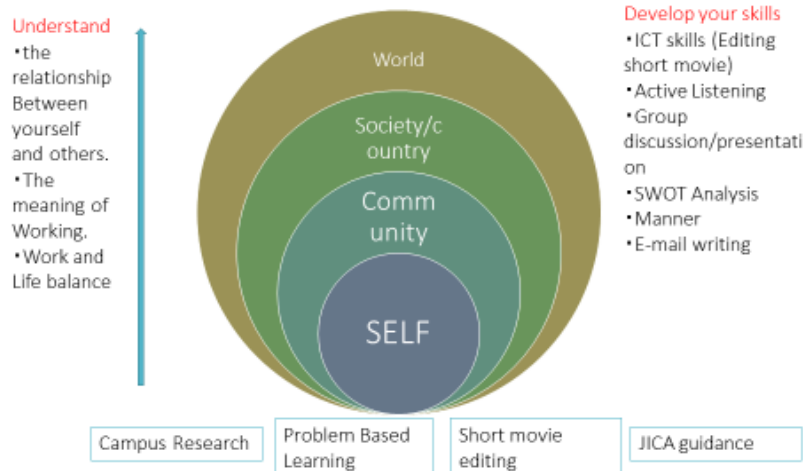 Understand
・the
relationship
Between
yourself
and others.
・The
meaning of
Working.
・Work and
Life balance
World
Society/c
ountry
Comm
unity
SELF
Develop your skills
・ICT skills (Editing
short movie)
・Active Listening
・Group
discussion/presentati
on
・SWOT Analysis
・Manner
・E-mail writing
Campus Research
Problem Based
Learning
Short movie
editing
JICA guidance